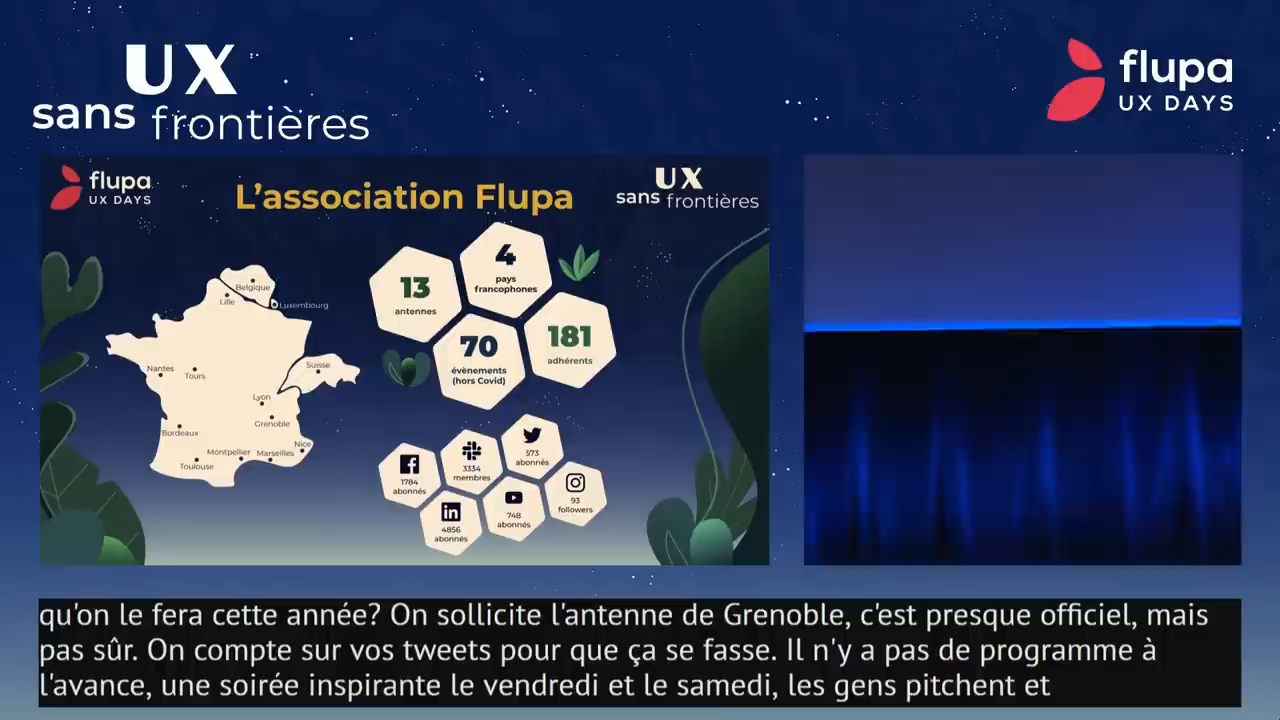 UX
sans frontières
flupa
UX DAYS
flupa
UX DAYS
L'association Flupa
UX
sans frontières
Belgique
Lille
Luxembourg
Nantes
Tours
Suisse
Lyon
Grenoble
Bordeaux
Nice
Montpellier
Marseilles
Toulouse
13
antennes
4
pays
francophones
70
évènements
(hors Covid)
181
adhérents
1784
abonnés
3334
membres
573
abonnés
4856
abonnés
748
abonnés
93
followers
qu'on le fera cette année? On sollicite l'antenne de Grenoble, c'est presque officiel, mais
pas sûr. On compte sur vos tweets pour que ça se fasse. Il n'y a pas de programme à
l'avance, une soirée inspirante le vendredi et le samedi, les gens pitchent et